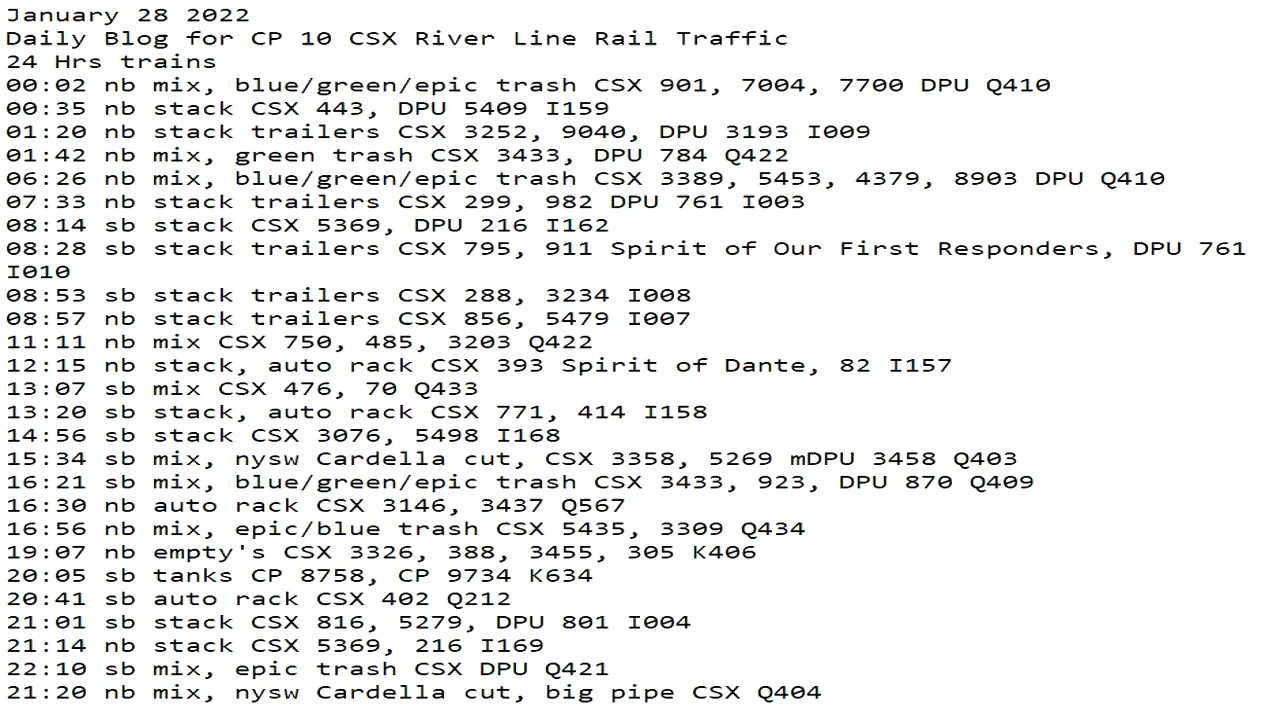 January 28 2022
Daily Blog for CP 10 CSX River Line Rail Traffic
24 Hrs trains
00:02 nb mix, blue/green/epic trash CSX 901, 7004, 7700 DPU Q410
00:35 nb stack CSX 443, DPU 5409 I159
01:20 nb stack trailers CSX 3252, 9040, DPU 3193 I009
01:42 nb mix, green trash CSX 3433, DPU 784 Q422
06:26 nb mix, blue/green/epic trash CSX 3389, 5453, 4379, 8903 DPU Q410
07:33 nb stack trailers CSX 299, 982 DPU 761 I003
08:14 sb stack CSX 5369, DPU 216 I162
08:28 sb stack trailers CSX 795, 911 Spirit of Our First Responders, DPU 761
I010
08:53 sb stack trailers CSX 288, 3234 I008
08:57 nb stack trailers CSX 856, 5479 I007
11:11 nb mix CSX 750, 485, 3203 Q422
12:15 nb stack, auto rack CSX 393 Spirit of Dante, 82 I157
13:07 sb mix CSX 476, 70 Q433
13:20 sb stack, auto rack CSX 771, 414 I158
14:56 sb stack CSX 3076, 5498 I168
15:34 sb mix, nysw Cardella cut, CSX 3358, 5269 mDPU 3458 Q403
16:21 sb mix, blue/green/epic trash CSX 3433, 923, DPU 870 Q409
16:30 nb auto rack CSX 3146, 3437 Q567
16:56 nb mix, epic/blue trash CSX 5435, 3309 Q434
19:07 nb empty's CSX 3326, 388, 3455, 305 K406
20:05 sb tanks CP 8758, CP 9734 K634
20:41 sb auto rack CSX 402 Q212
21:01 sb stack CSX 816, 5279, DPU 801 I004
21:14 nb stack CSX 5369, 216 I169
22:10 sb mix, epic trash CSX DPU Q421
21:20 nb mix, nysw Cardella cut, big pipe CSX Q404